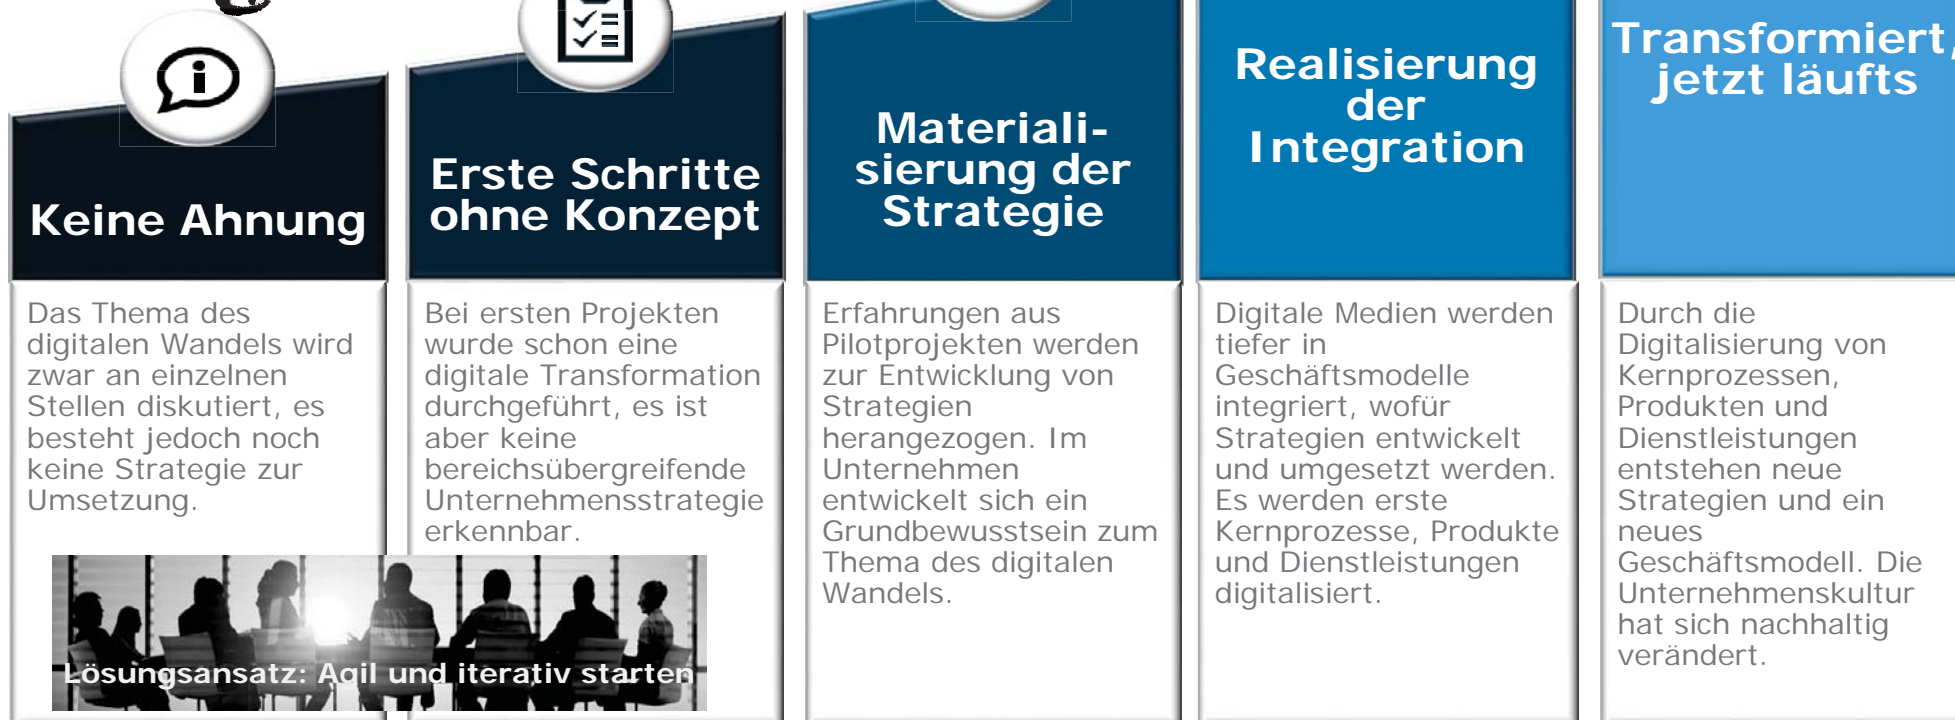 Keine Ahnung
Das Thema des
digitalen Wandels wird
zwar an einzelnen
Stellen diskutiert, es
besteht jedoch noch
keine Strategie zur
Umsetzung.
Erste Schritte
ohne Konzept
Bei ersten Projekten
wurde schon eine
digitale Transformation
durchgeführt, es ist
aber keine
bereichsübergreifende
Unternehmensstrategie
erkennbar.
Lösungsansatz: Agil und iterativ starten
Materiali-
sierung der
Strategie
Erfahrungen aus
Pilotprojekten werden
zur Entwicklung von
Strategien
herangezogen. Im
Unternehmen
entwickelt sich ein
Grundbewusstsein zum
Thema des digitalen
Wandels.
Realisierung
der
Integration
Digitale Medien werden
tiefer in
Geschäftsmodelle
integriert, wofür
Strategien entwickelt
und umgesetzt werden.
Es werden erste
Kernprozesse, Produkte
und Dienstleistungen
digitalisiert.
Transformiert,
jetzt läufts
Durch die
Digitalisierung von
Kernprozessen,
Produkten und
Dienstleistungen
entstehen neue
Strategien und ein
neues
Geschäftsmodell. Die
Unternehmenskultur
hat sich nachhaltig
verändert.